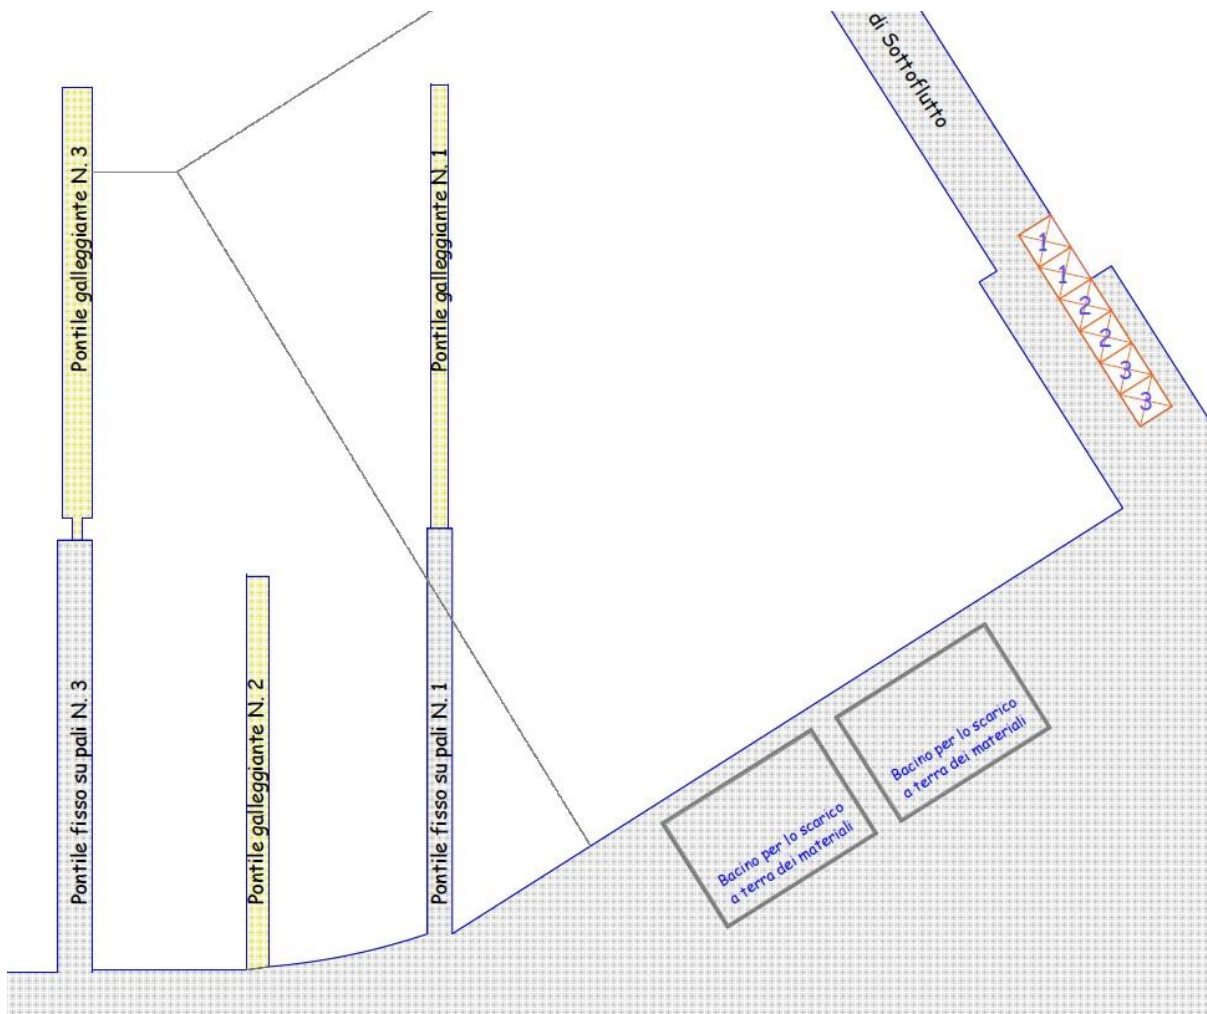 di Sottoflutto
Pontile galleggiante N. 3
Pontile galleggiante N. 1
1
1
2
2
3
3
Pontile fisso su pali N. 3
Pontile galleggiante N. 2
Pontile fisso su pali N. 1
Bacino per lo scarico
a terra dei materiali
Bacino per lo scarico
a terra dei materiali